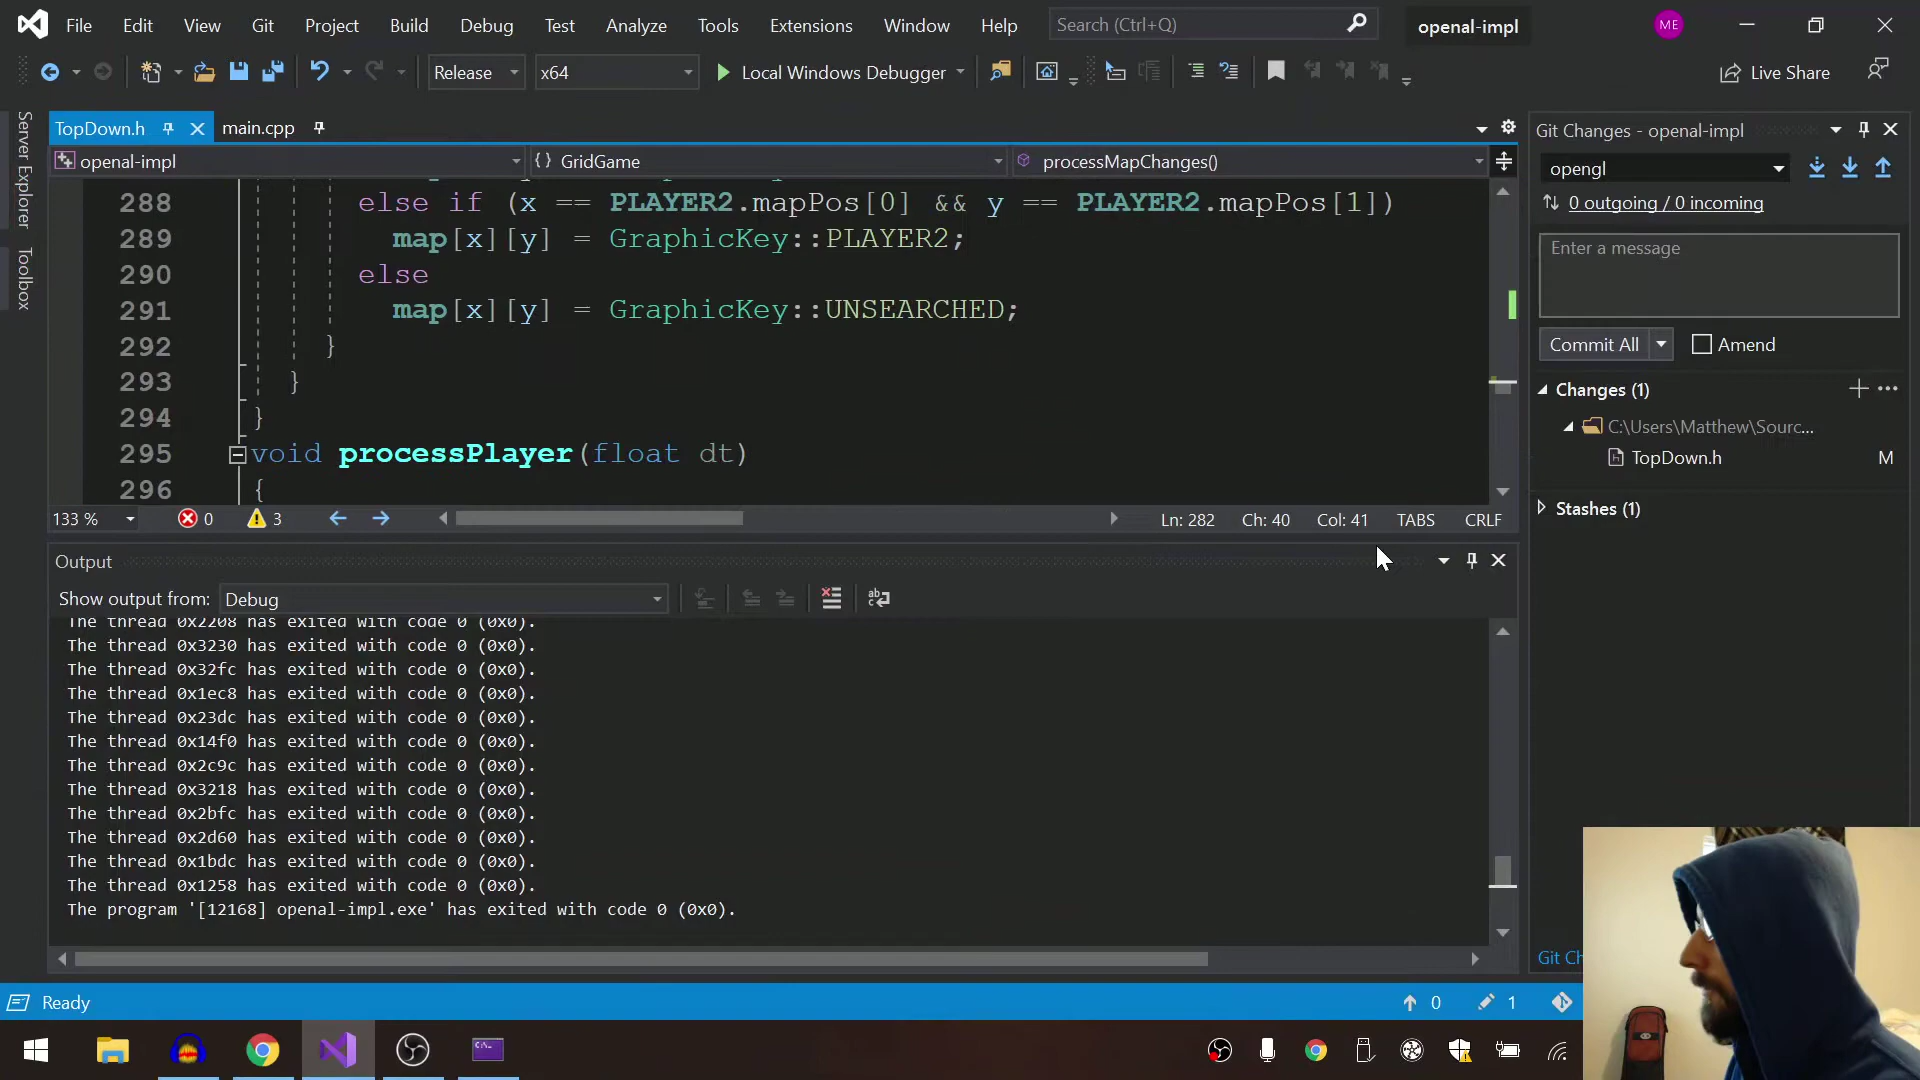 File Edit View Git Project Build Debug Test Analyze Tools Extensions Window Help Search (Ctrl+Q) openal-impl ME
Release x64 Local Windows Debugger Live Share
Server Explorer
Toolbox
TopDown.h main.cpp
openal-impl {} GridGame processMapChanges()
288 else if (x == PLAYER2.mapPos[0] && y == PLAYER2.mapPos[1])
289 map[x][y] = GraphicKey::PLAYER2;
290 else
291 map[x][y] = GraphicKey::UNSEARCHED;
292 }
293 }
294 }
295 void processPlayer(float dt)
296 {
133 % 0 3 Ln: 282 Ch: 40 Col: 41 TABS CRLF
Output
Show output from: Debug
The thread 0x2208 has exited with code 0 (0x0).
The thread 0x3230 has exited with code 0 (0x0).
The thread 0x32fc has exited with code 0 (0x0).
The thread 0x1ec8 has exited with code 0 (0x0).
The thread 0x23dc has exited with code 0 (0x0).
The thread 0x14f0 has exited with code 0 (0x0).
The thread 0x2c9c has exited with code 0 (0x0).
The thread 0x3218 has exited with code 0 (0x0).
The thread 0x2bfc has exited with code 0 (0x0).
The thread 0x2d60 has exited with code 0 (0x0).
The thread 0x1bdc has exited with code 0 (0x0).
The thread 0x1258 has exited with code 0 (0x0).
The program '[12168] openal-impl.exe' has exited with code 0 (0x0).
Git Changes - openal-impl
opengl
0 outgoing / 0 incoming
Enter a message
Commit All Amend
Changes (1)
C:\Users\Matthew\Sourc...
TopDown.h M
Stashes (1)
Git Ch
Ready 0 1